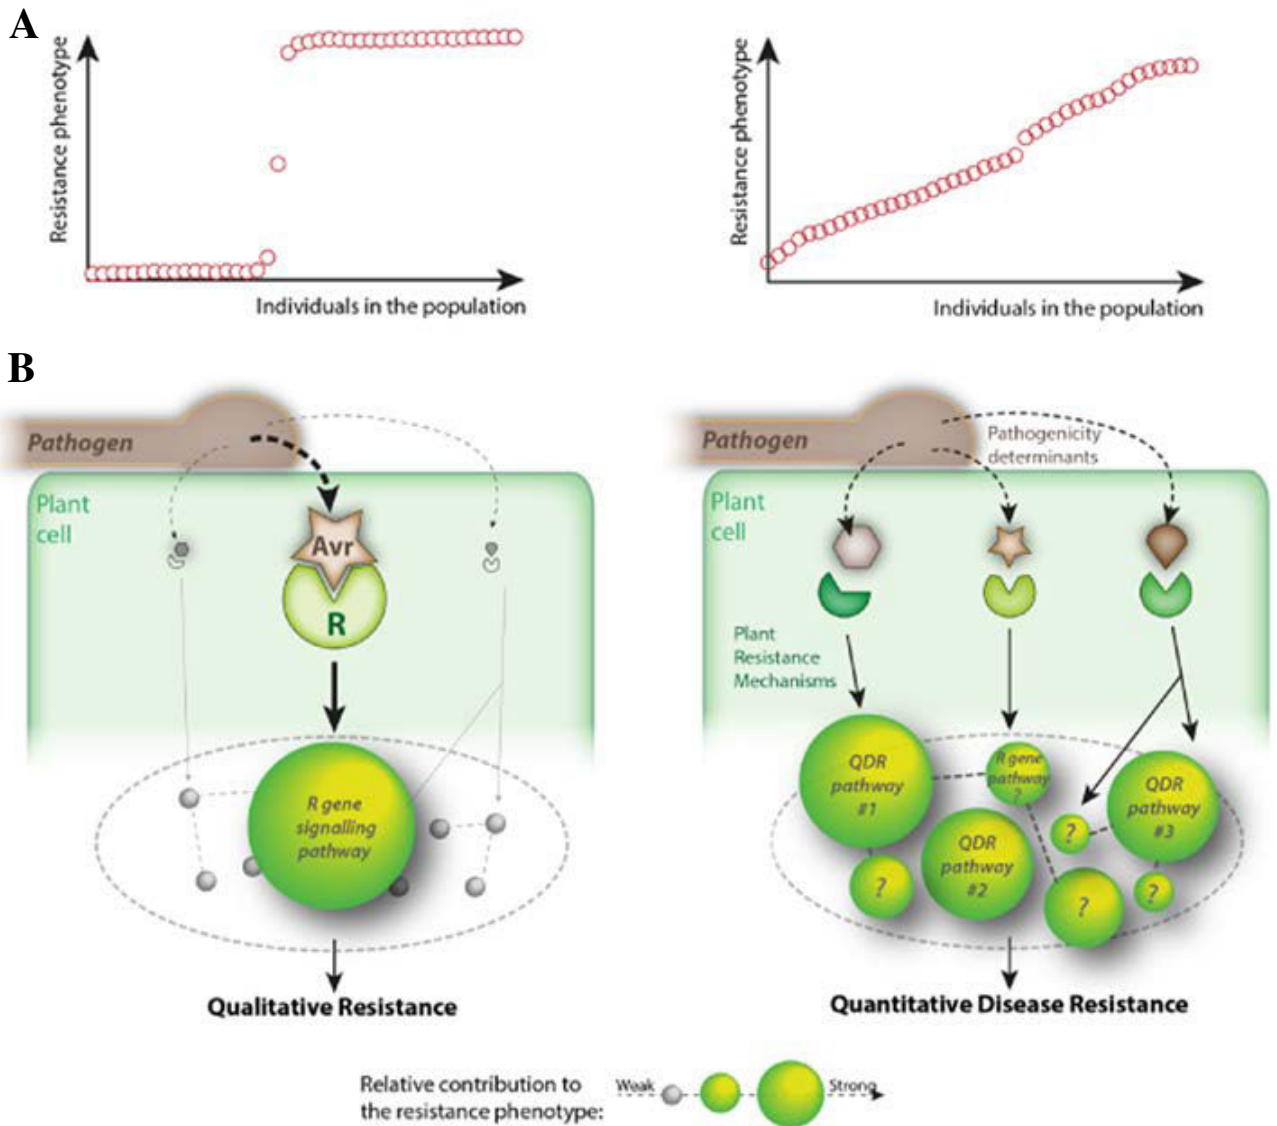 A
Resistance phenotype
Individuals in the population
Resistance phenotype
Individuals in the population
B
Pathogen
Plant
cell
Avr
R
R gene
signalling
pathway
Qualitative Resistance
Pathogen
Pathogenicity
determinants
Plant
cell
Plant
Resistance
Mechanisms
QDR
pathway
#1
R gene
pathway
?
QDR
pathway
#2
?
QDR
pathway
#3
?
?
?
Quantitative Disease Resistance
Relative contribution to
the resistance phenotype:
Weak
Strong